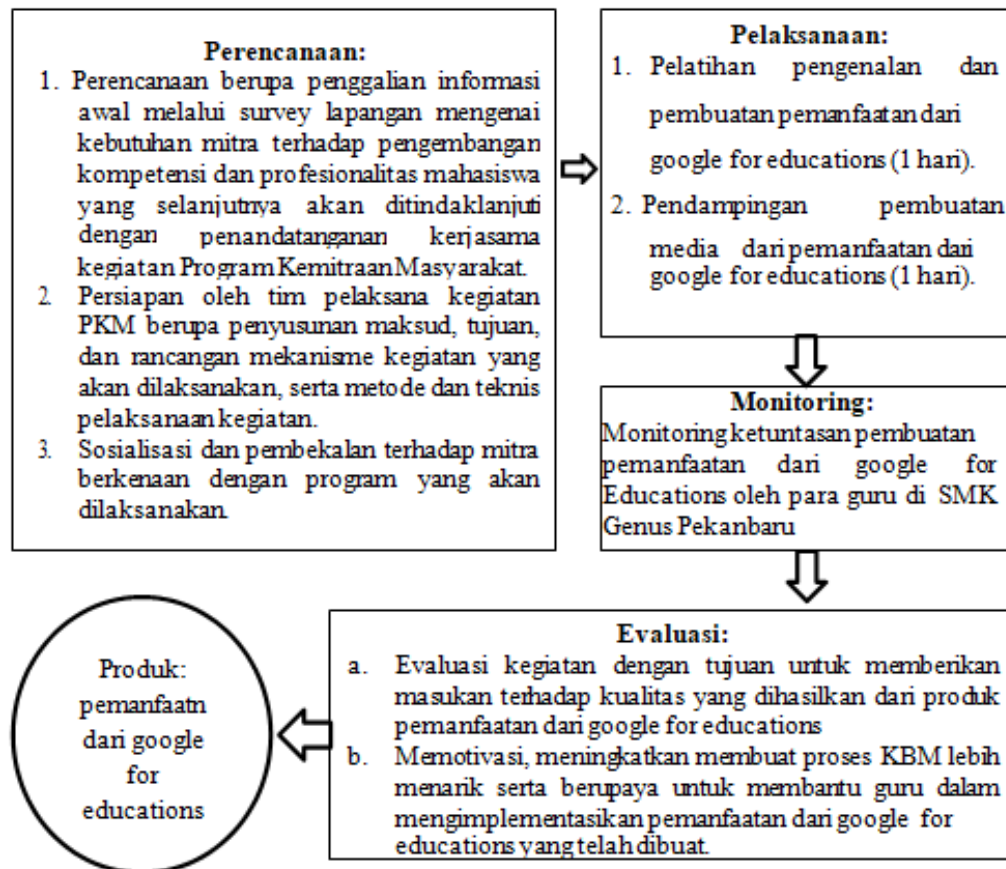 Perencanaan:
1. Perencanaan berupa penggalian informasi
awal melalui survey lapangan mengenai
kebutuhan mitra terhadap pengembangan
kompetensi dan profesionalitas mahasiswa
yang selanjutnya akan ditindaklanjuti
dengan penandatanganan kerjasama
kegiatan Program Kemitraan Masyarakat.
2. Persiapan oleh tim pelaksana kegiatan
PKM berupa penyusunan maksud, tujuan,
dan rancangan mekanisme kegiatan yang
akan dilaksanakan, serta metode dan teknis
pelaksanaan kegiatan.
3. Sosialisasi dan pembekalan terhadap mitra
berkenaan dengan program yang akan
dilaksanakan.
Pelaksanaan:
1. Pelatihan pengenalan dan
pembuatan pemanfaatan dari
google for educations (1 hari).
2. Pendampingan pembuatan
media dari pemanfaatan dari
google for educations (1 hari).
Monitoring:
Monitoring ketuntasan pembuatan
pemanfaatan dari google for
Educations oleh para guru di SMK
Genus Pekanbaru
Evaluasi:
a. Evaluasi kegiatan dengan tujuan untuk memberikan
masukan terhadap kualitas yang dihasilkan dari produk
pemanfaatan dari google for educations
b. Memotivasi, meningkatkan membuat proses KBM lebih
menarik serta berupaya untuk membantu guru dalam
mengimplementasikan pemanfaatan dari google for
educations yang telah dibuat.
Produk:
pemanfaatn
dari google
for
educations